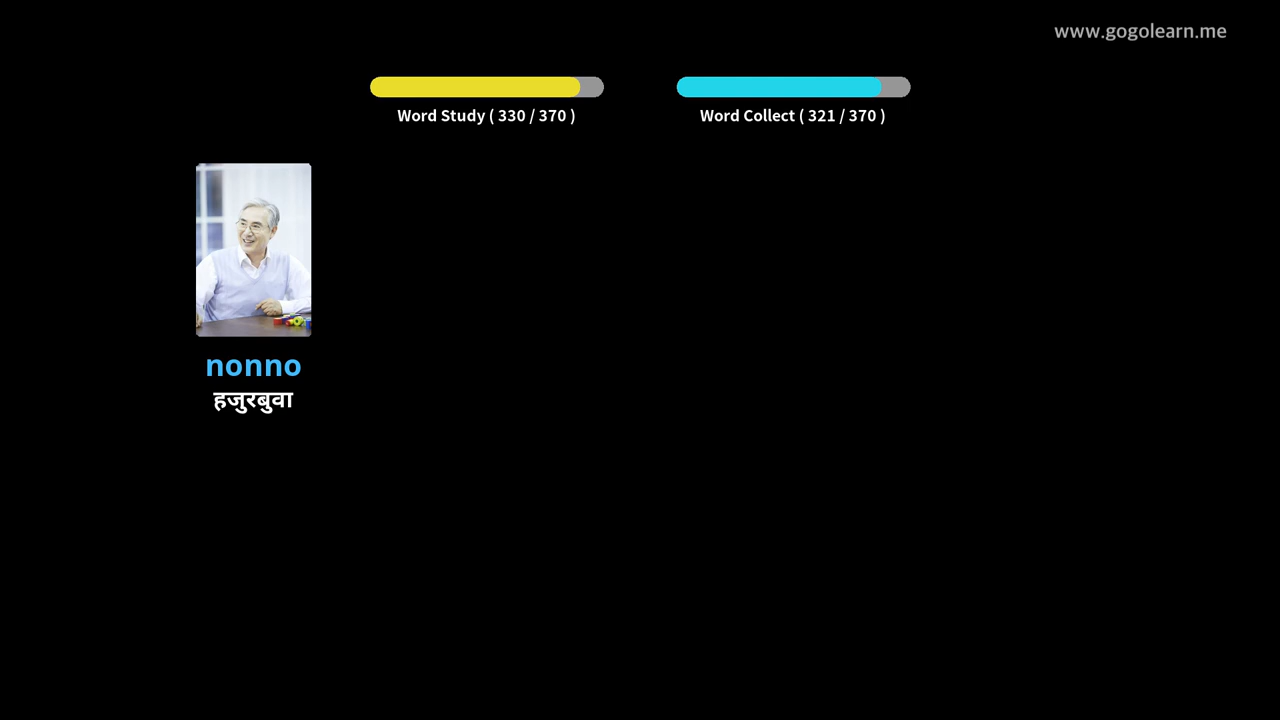 www.gogolearn.me
Word Study ( 330 / 370 )
Word Collect ( 321 / 370 )
nonno
हजुरबुवा